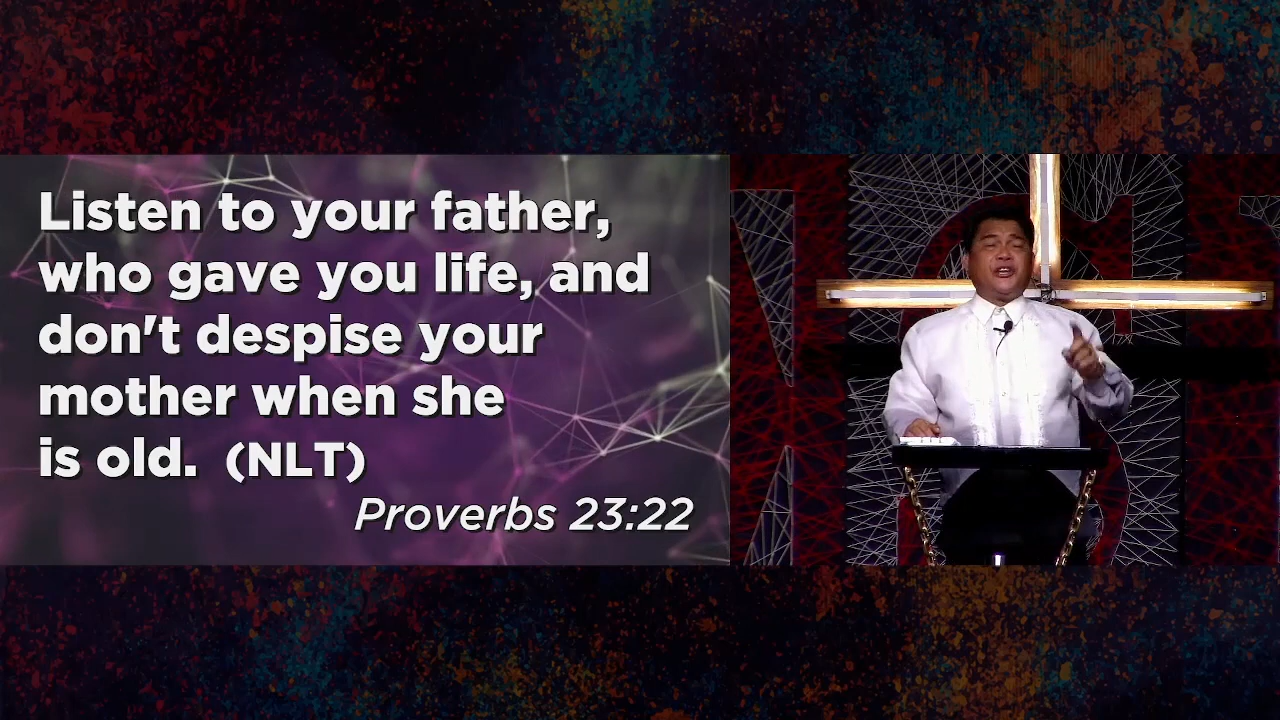 Listen to your father,
who gave you life, and
don't despise your
mother when she
is old. (NLT)
Proverbs 23:22